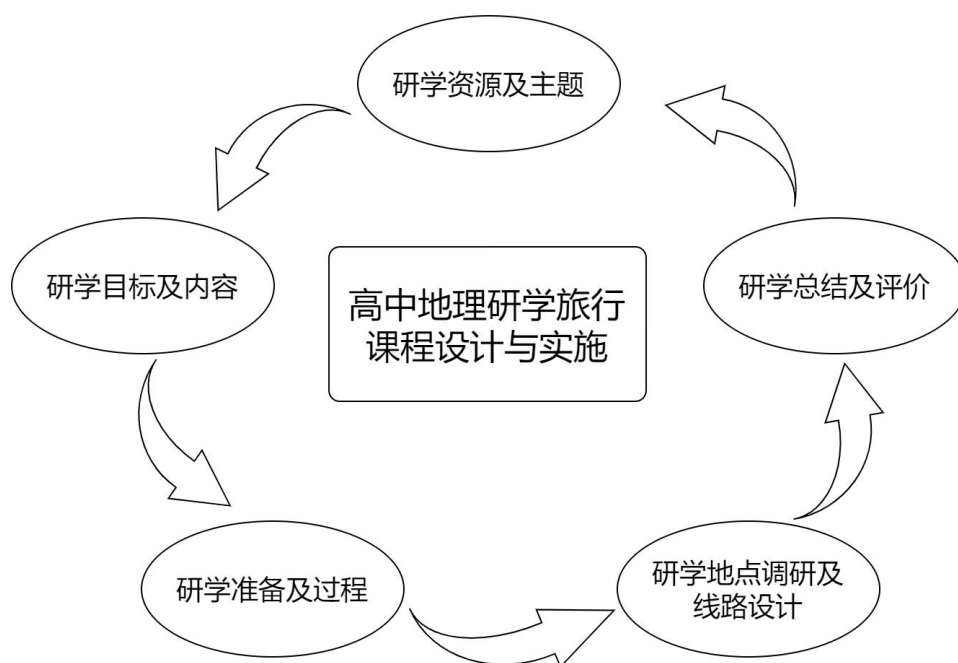 研学资源及主题
研学目标及内容
高中地理研学旅行
课程设计与实施
研学总结及评价
研学准备及过程
研学地点调研及
线路设计